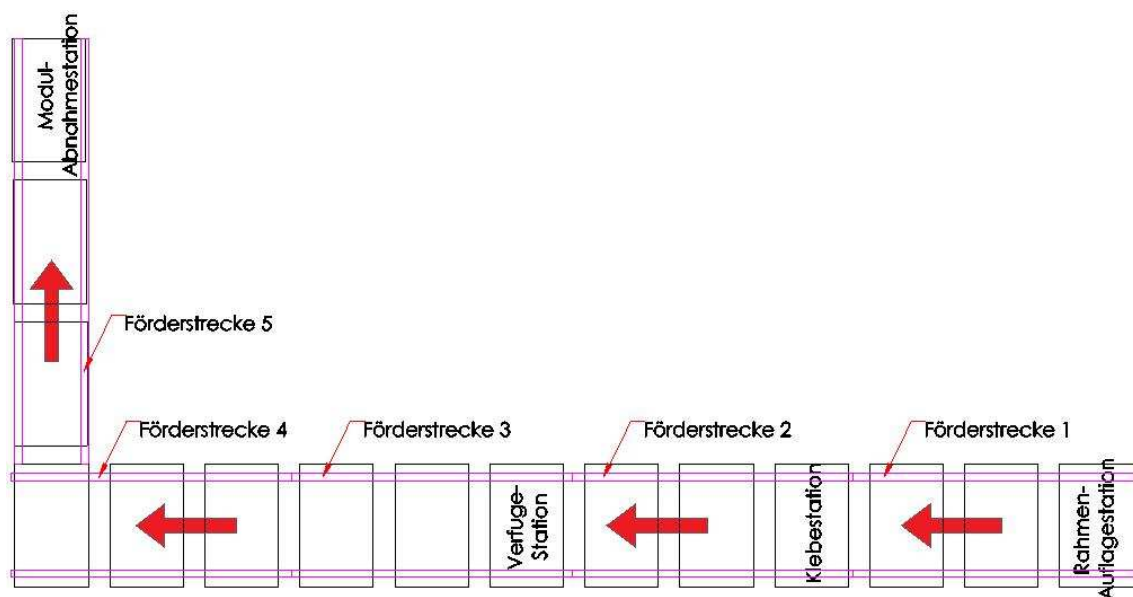 Modul-
Abnahmestation
Förderstrecke 5
Förderstrecke 4
Förderstrecke 3
Förderstrecke 2
Förderstrecke 1
Verfuge-
Station
Klebestation
Rahmen-
Auflagestation